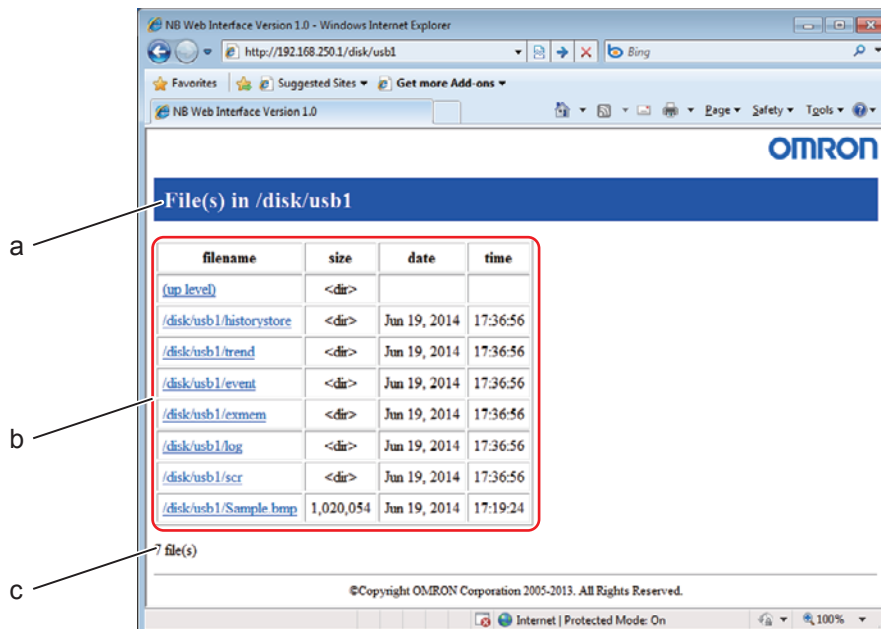 NB Web Interface Version 1.0 - Windows Internet Explorer
http://192.168.250.1/disk/usb1 Bing
Favorites Suggested Sites Get more Add-ons
NB Web Interface Version 1.0 Page Safety Tools
OMRON
a File(s) in /disk/usb1
filename size date time
(up level) <dir>
/disk/usb1/historystore <dir> Jun 19, 2014 17:36:56
/disk/usb1/trend <dir> Jun 19, 2014 17:36:56
/disk/usb1/event <dir> Jun 19, 2014 17:36:56
b /disk/usb1/exmem <dir> Jun 19, 2014 17:36:56
/disk/usb1/log <dir> Jun 19, 2014 17:36:56
/disk/usb1/scr <dir> Jun 19, 2014 17:36:56
/disk/usb1/Sample.bmp 1,020,054 Jun 19, 2014 17:19:24
c 7 file(s)
©Copyright OMRON Corporation 2005-2013. All Rights Reserved.
Internet | Protected Mode: On 100%